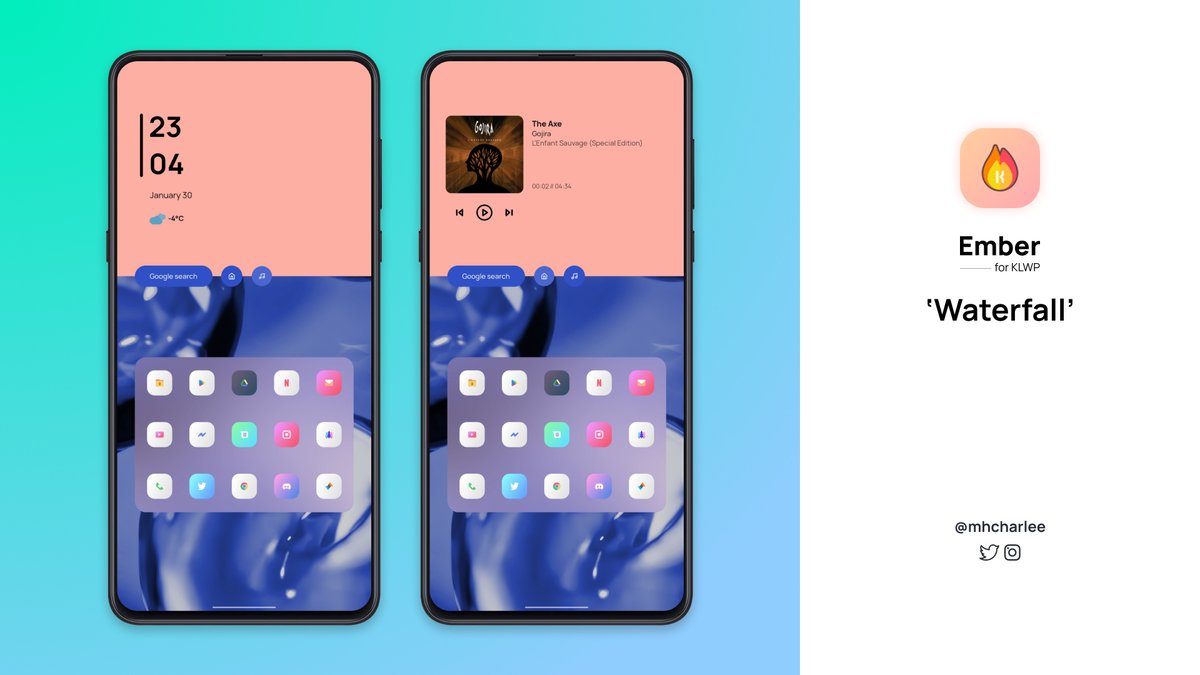 23
04
January 30
-4°C
Google search
GOJIRA
The Axe
Gojira
L'Enfant Sauvage (Special Edition)
00:02 // 04:34
Google search
N
N
K
Ember
for KLWP
‘Waterfall’
@mhcharlee